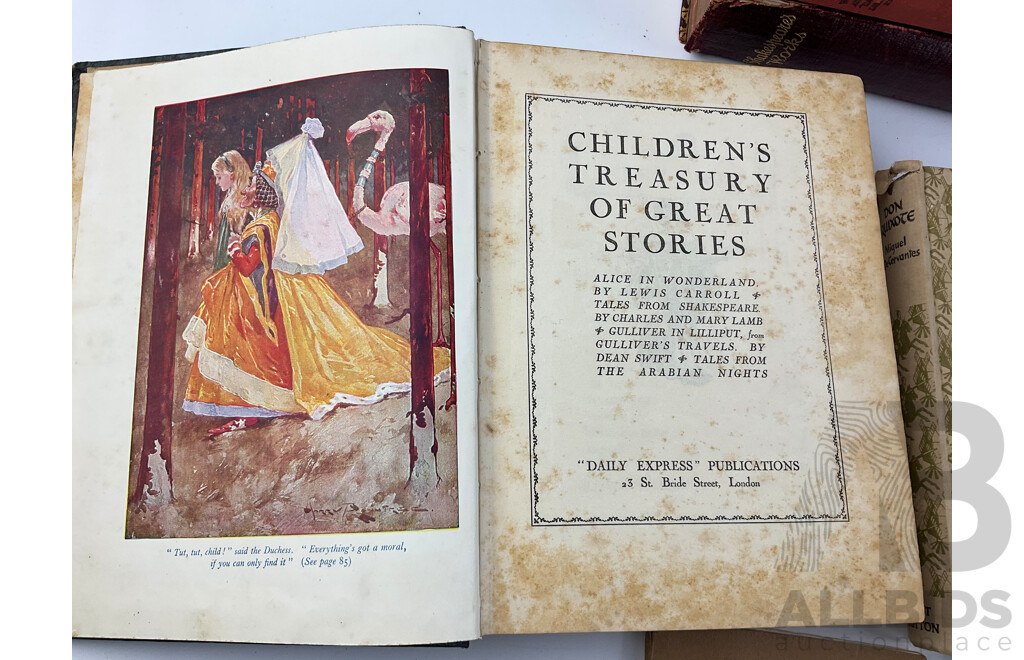 "Tut, tut, child!" said the Duchess. "Everything's got a moral,
if you can only find it" (See page 85)
CHILDREN'S
TREASURY
OF GREAT
STORIES
ALICE IN WONDERLAND.
BY LEWIS CARROLL ✢
TALES FROM SHAKESPEARE.
BY CHARLES AND MARY LAMB
✢ GULLIVER IN LILLIPUT, from
GULLIVER'S TRAVELS. BY
DEAN SWIFT ✢ TALES FROM
THE ARABIAN NIGHTS
"DAILY EXPRESS" PUBLICATIONS
23 St. Bride Street, London
Shakespeare's
Works
DON
Cervantes
ALLBIDS